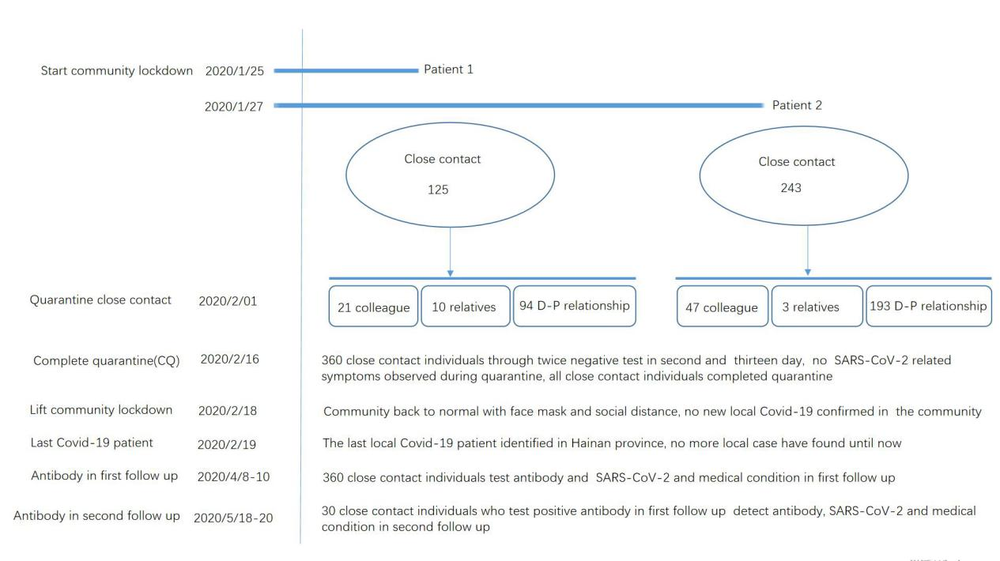 Start community lockdown 2020/1/25 Patient 1
2020/1/27 Patient 2
Close contact
125
Close contact
243
Quarantine close contact 2020/2/01 21 colleague 10 relatives 94 D-P relationship 47 colleague 3 relatives 193 D-P relationship
Complete quarantine(CQ) 2020/2/16 360 close contact individuals through twice negative test in second and thirteen day, no SARS-CoV-2 related
symptoms observed during quarantine, all close contact individuals completed quarantine
Lift community lockdown 2020/2/18 Community back to normal with face mask and social distance, no new local Covid-19 confirmed in the community
Last Covid-19 patient 2020/2/19 The last local Covid-19 patient identified in Hainan province, no more local case have found until now
Antibody in first follow up 2020/4/8-10 360 close contact individuals test antibody and SARS-CoV-2 and medical condition in first follow up
Antibody in second follow up 2020/5/18-20 30 close contact individuals who test positive antibody in first follow up detect antibody, SARS-CoV-2 and medical
condition in second follow up